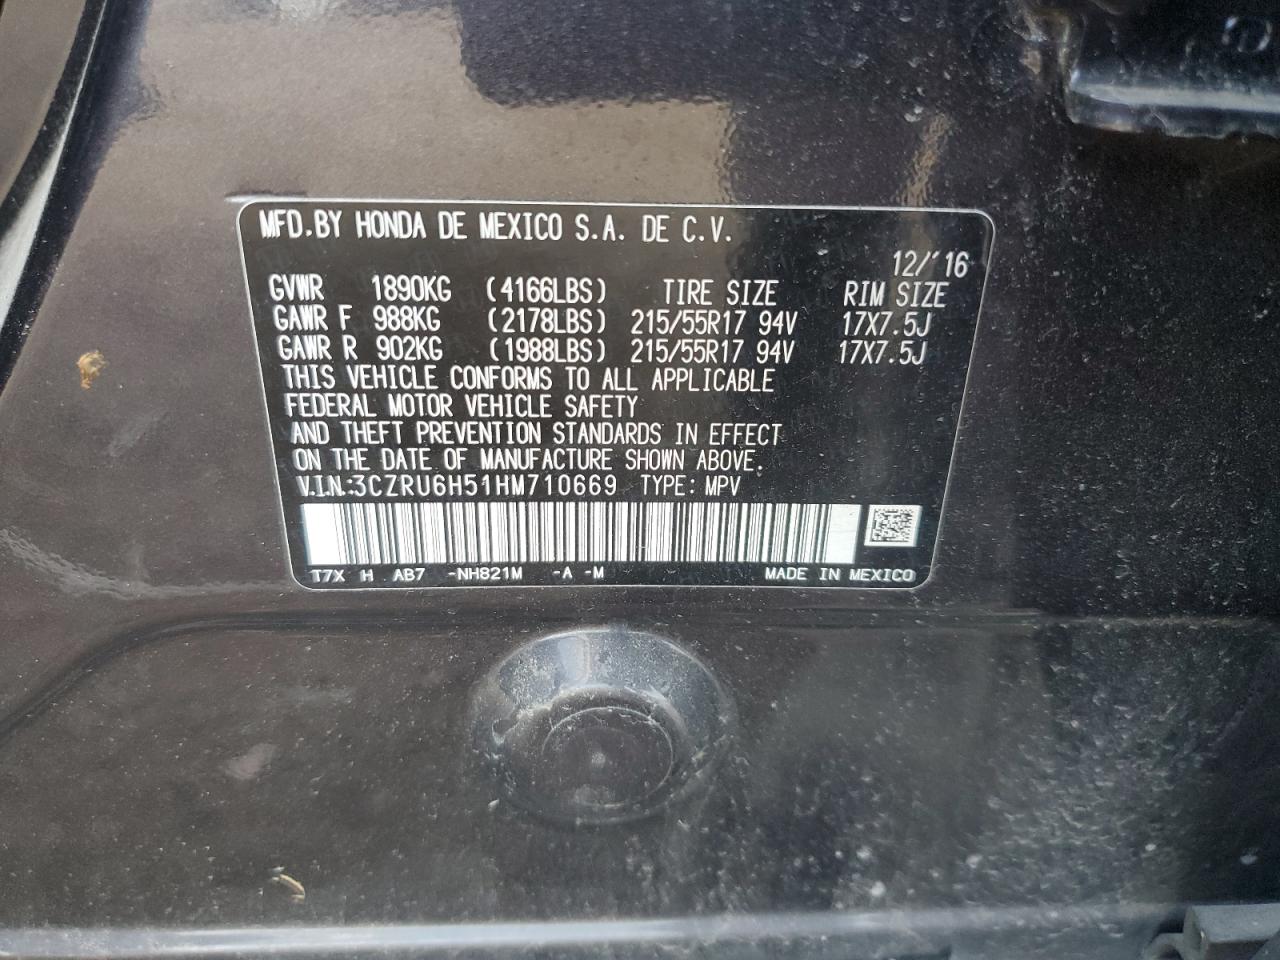 MFD.BY HONDA DE MEXICO S.A. DE C.V.
12/'16
GVWR 1890KG (4166LBS) TIRE SIZE RIM SIZE
GAWR F 988KG (2178LBS) 215/55R17 94V 17X7.5J
GAWR R 902KG (1988LBS) 215/55R17 94V 17X7.5J
THIS VEHICLE CONFORMS TO ALL APPLICABLE
FEDERAL MOTOR VEHICLE SAFETY
AND THEFT PREVENTION STANDARDS IN EFFECT
ON THE DATE OF MANUFACTURE SHOWN ABOVE.
V.I.N.:3CZRU6H51HM710669 TYPE: MPV
T7X H AB7 -NH821M -A -M MADE IN MEXICO